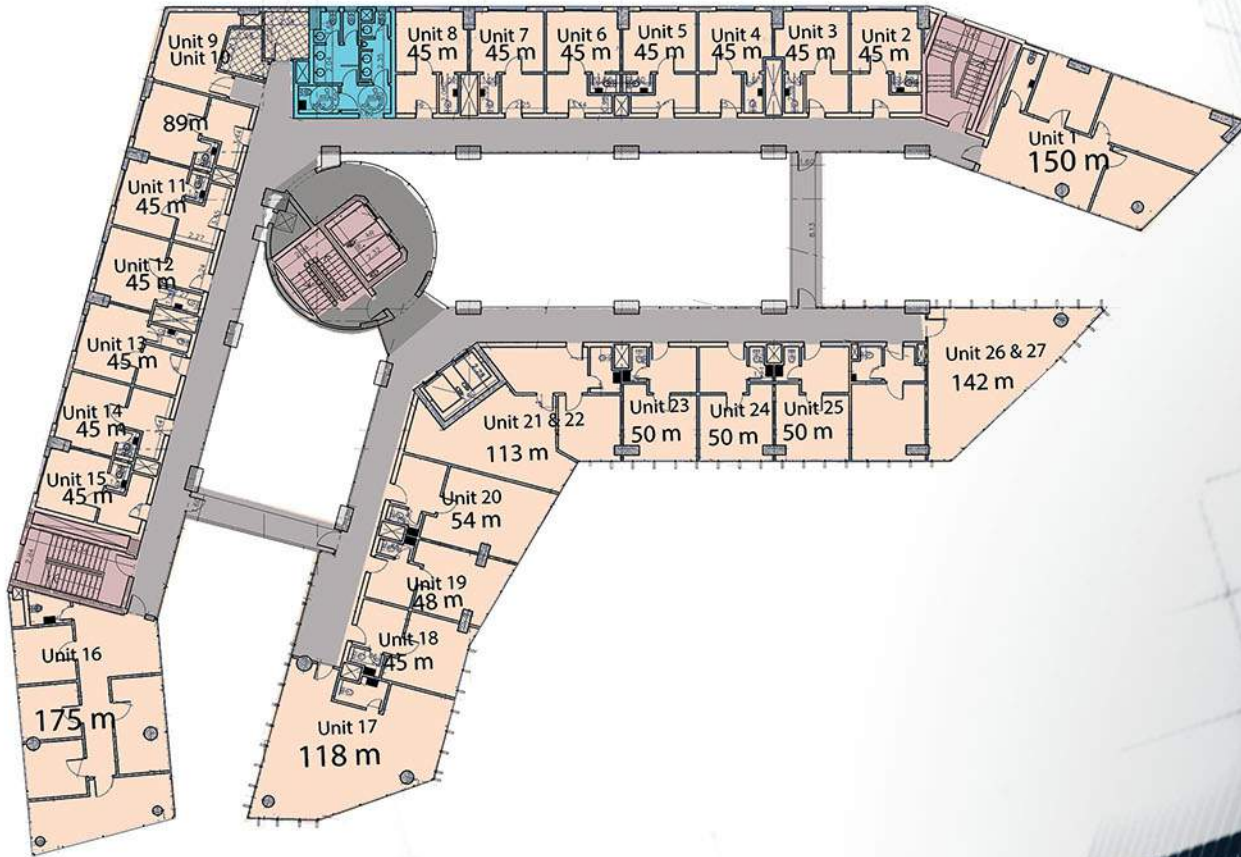 Unit 9
Unit 10
89m
Unit 8
45 m
Unit 7
45 m
Unit 6
45 m
Unit 5
45 m
Unit 4
45 m
Unit 3
45 m
Unit 2
45 m
Unit 1
150 m
Unit 11
45 m
Unit 12
45 m
Unit 13
45 m
Unit 14
45 m
Unit 15
45 m
Unit 16
175 m
Unit 17
118 m
Unit 18
45 m
Unit 19
48 m
Unit 20
54 m
Unit 21 & 22
113 m
Unit 23
50 m
Unit 24
50 m
Unit 25
50 m
Unit 26 & 27
142 m
8.13
2.27